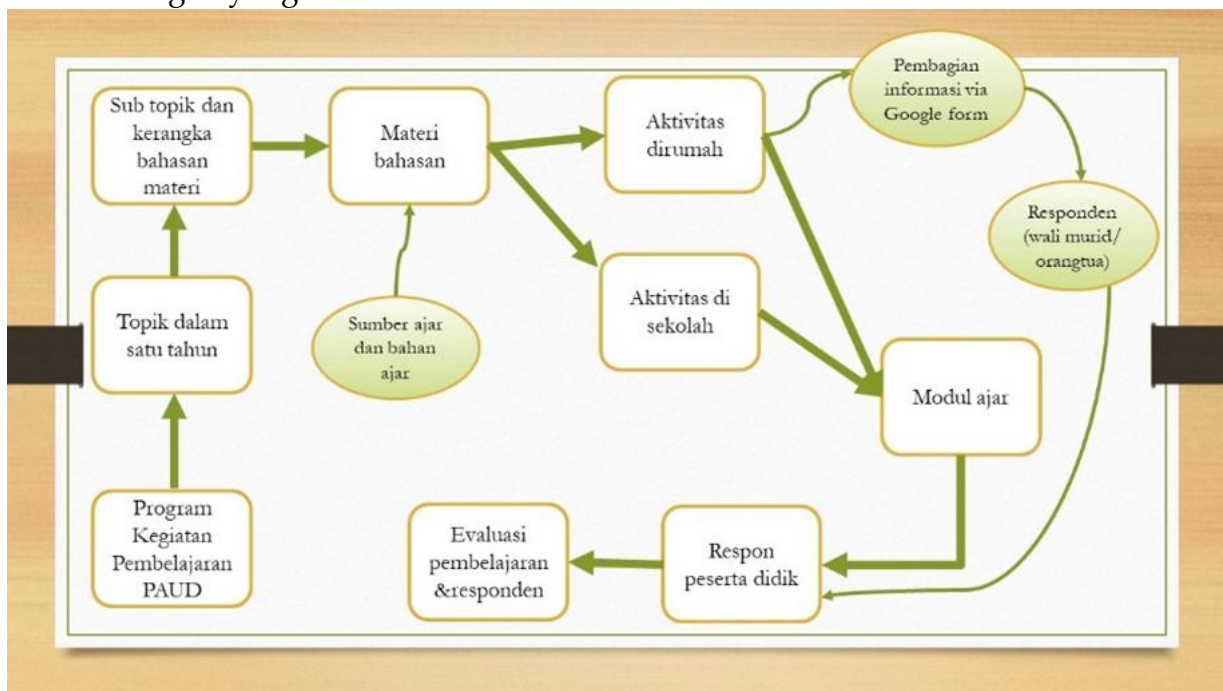 Sub topik dan
kerangka
bahasan
materi
Materi
bahasan
Aktivitas
dirumah
Pembagian
informasi via
Google form
Responden
(wali murid/
orangtua)
Topik dalam
satu tahun
Sumber ajar
dan bahan
ajar
Aktivitas di
sekolah
Modul ajar
Program
Kegiatan
Pembelajaran
PAUD
Evaluasi
pembelajaran
&responden
Respon
peserta didik